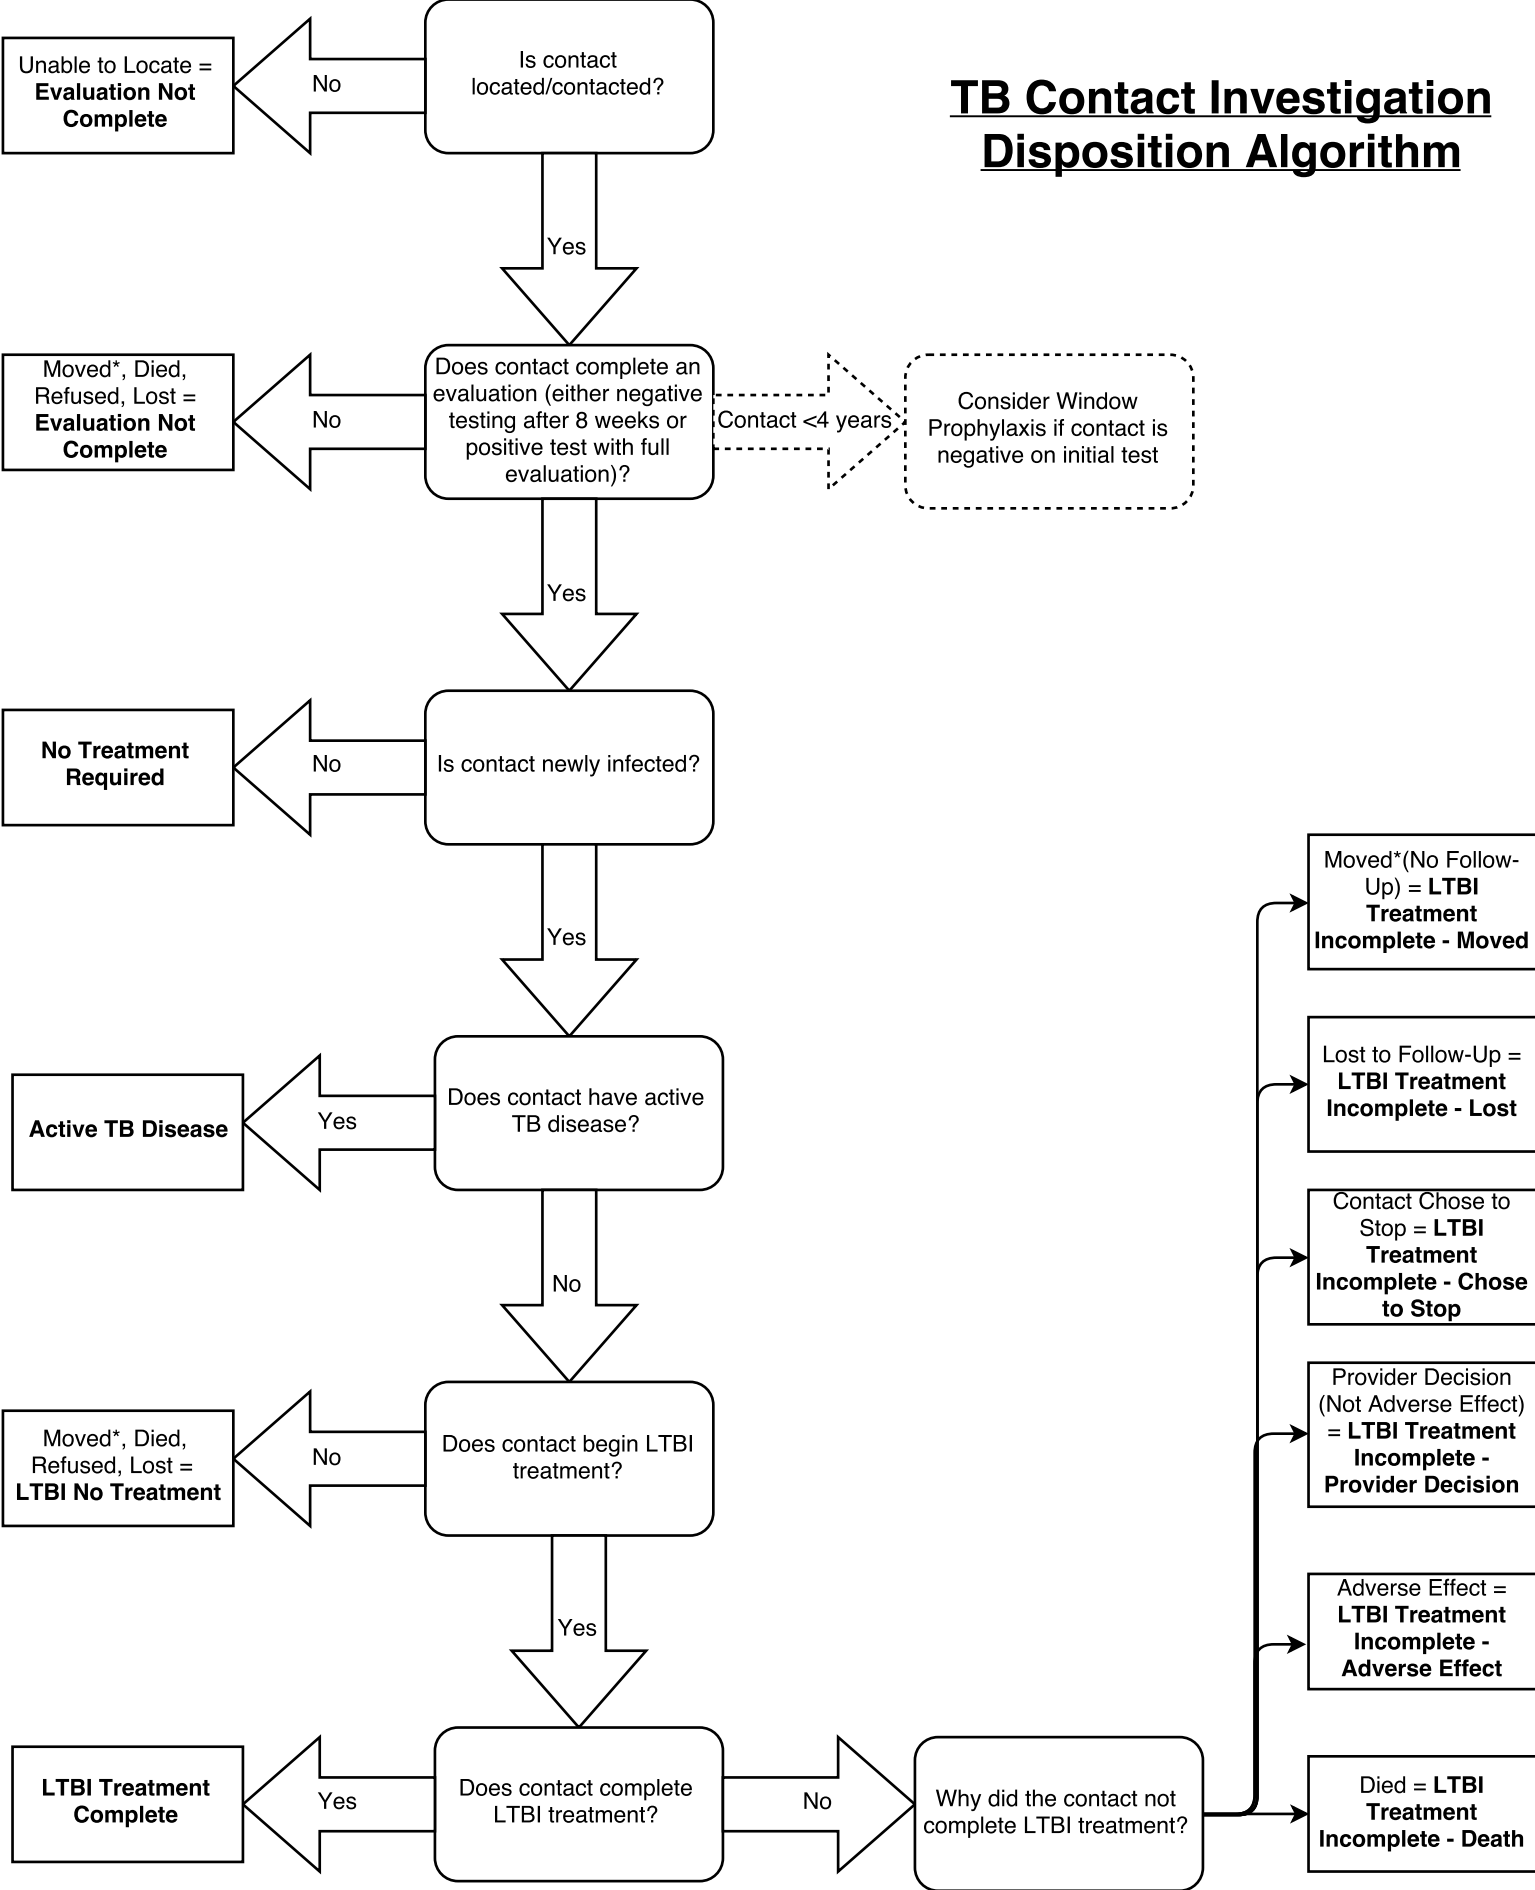 TB Contact Investigation
Disposition Algorithm
Is contact
located/contacted?
No
Unable to Locate =
Evaluation Not
Complete
Yes
Does contact complete an
evaluation (either negative
testing after 8 weeks or
positive test with full
evaluation)?
No
Moved*, Died,
Refused, Lost =
Evaluation Not
Complete
Contact <4 years
Consider Window
Prophylaxis if contact is
negative on initial test
Yes
Is contact newly infected?
No
No Treatment
Required
Yes
Does contact have active
TB disease?
Yes
Active TB Disease
No
Does contact begin LTBI
treatment?
No
Moved*, Died,
Refused, Lost =
LTBI No Treatment
Yes
Does contact complete
LTBI treatment?
Yes
LTBI Treatment
Complete
No
Why did the contact not
complete LTBI treatment?
Moved*(No Follow-
Up) = LTBI
Treatment
Incomplete - Moved
Lost to Follow-Up =
LTBI Treatment
Incomplete - Lost
Contact Chose to
Stop = LTBI
Treatment
Incomplete - Chose
to Stop
Provider Decision
(Not Adverse Effect)
= LTBI Treatment
Incomplete -
Provider Decision
Adverse Effect =
LTBI Treatment
Incomplete -
Adverse Effect
Died = LTBI
Treatment
Incomplete - Death